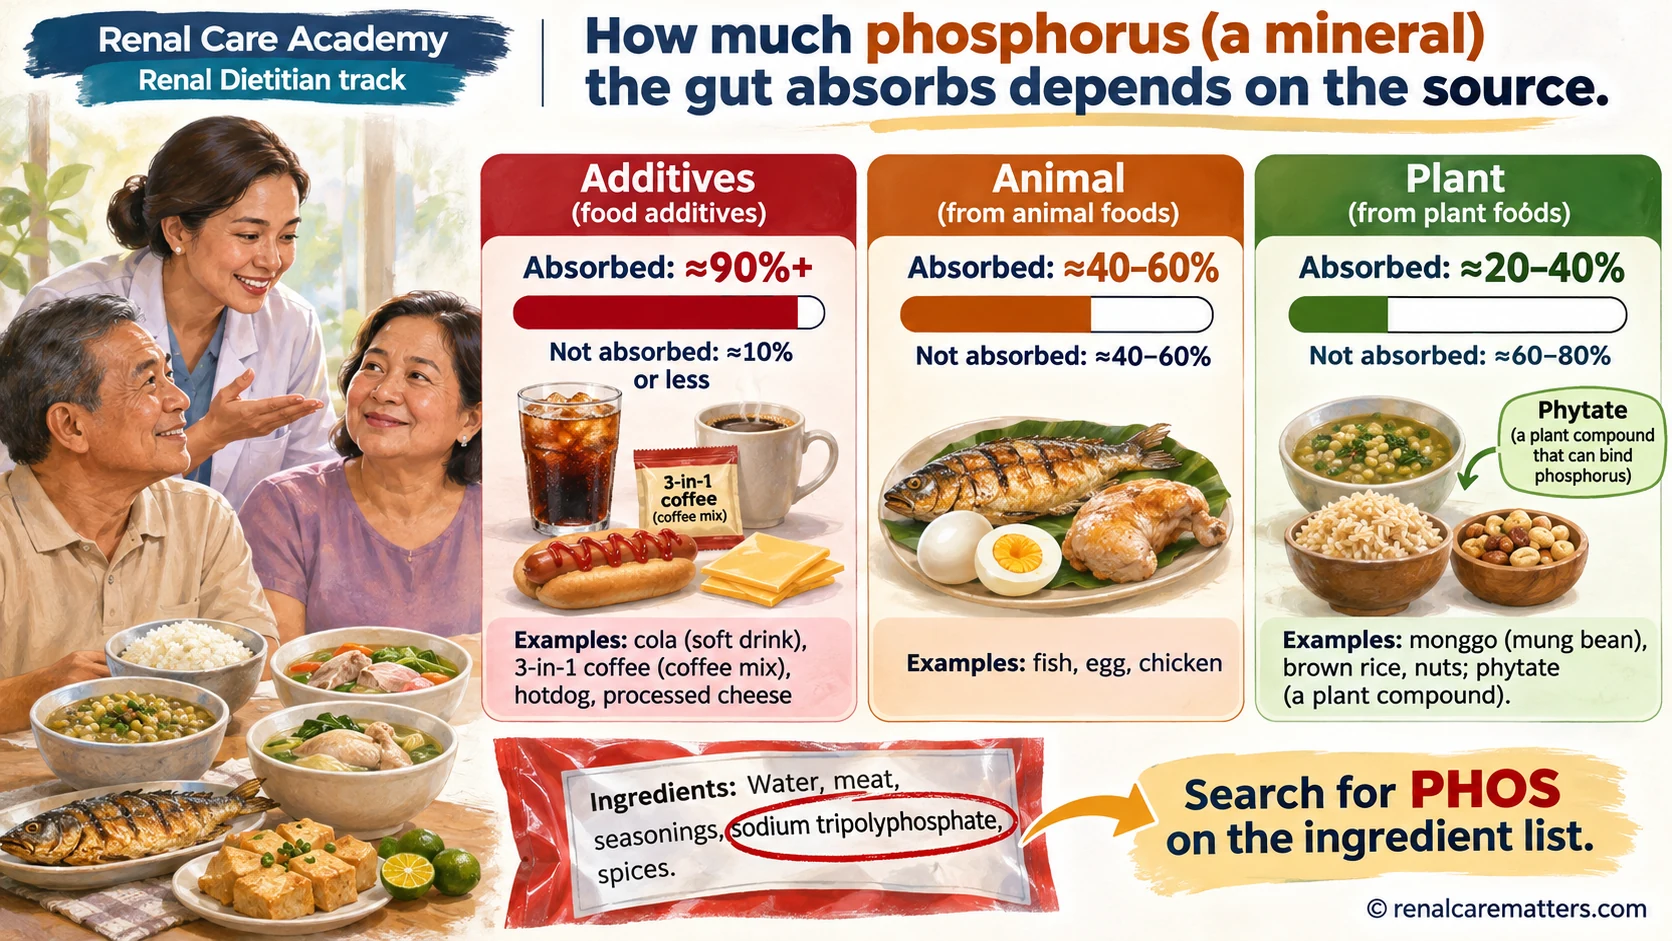 Renal Care Academy
Renal Dietitian track
How much phosphorus (a mineral)
the gut absorbs depends on the source.
Additives
(food additives)
Absorbed: ≈90%+
Not absorbed: ≈10%
or less
3-in-1
coffee
(coffee mix)
Examples: cola (soft drink),
3-in-1 coffee (coffee mix),
hotdog, processed cheese
Animal
(from animal foods)
Absorbed: ≈40–60%
Not absorbed: ≈40–60%
Examples: fish, egg, chicken
Plant
(from plant foóds)
Absorbed: ≈20–40%
Not absorbed: ≈60–80%
Phytate
(a plant compound
that can bind
phosphorus)
Examples: monggo (mung bean),
brown rice, nuts; phytate
(a plant compound).
Ingredients: Water, meat,
seasonings, sodium tripolyphosphate,
spices.
Search for PHOS
on the ingredient list.
© renalcarematters.com